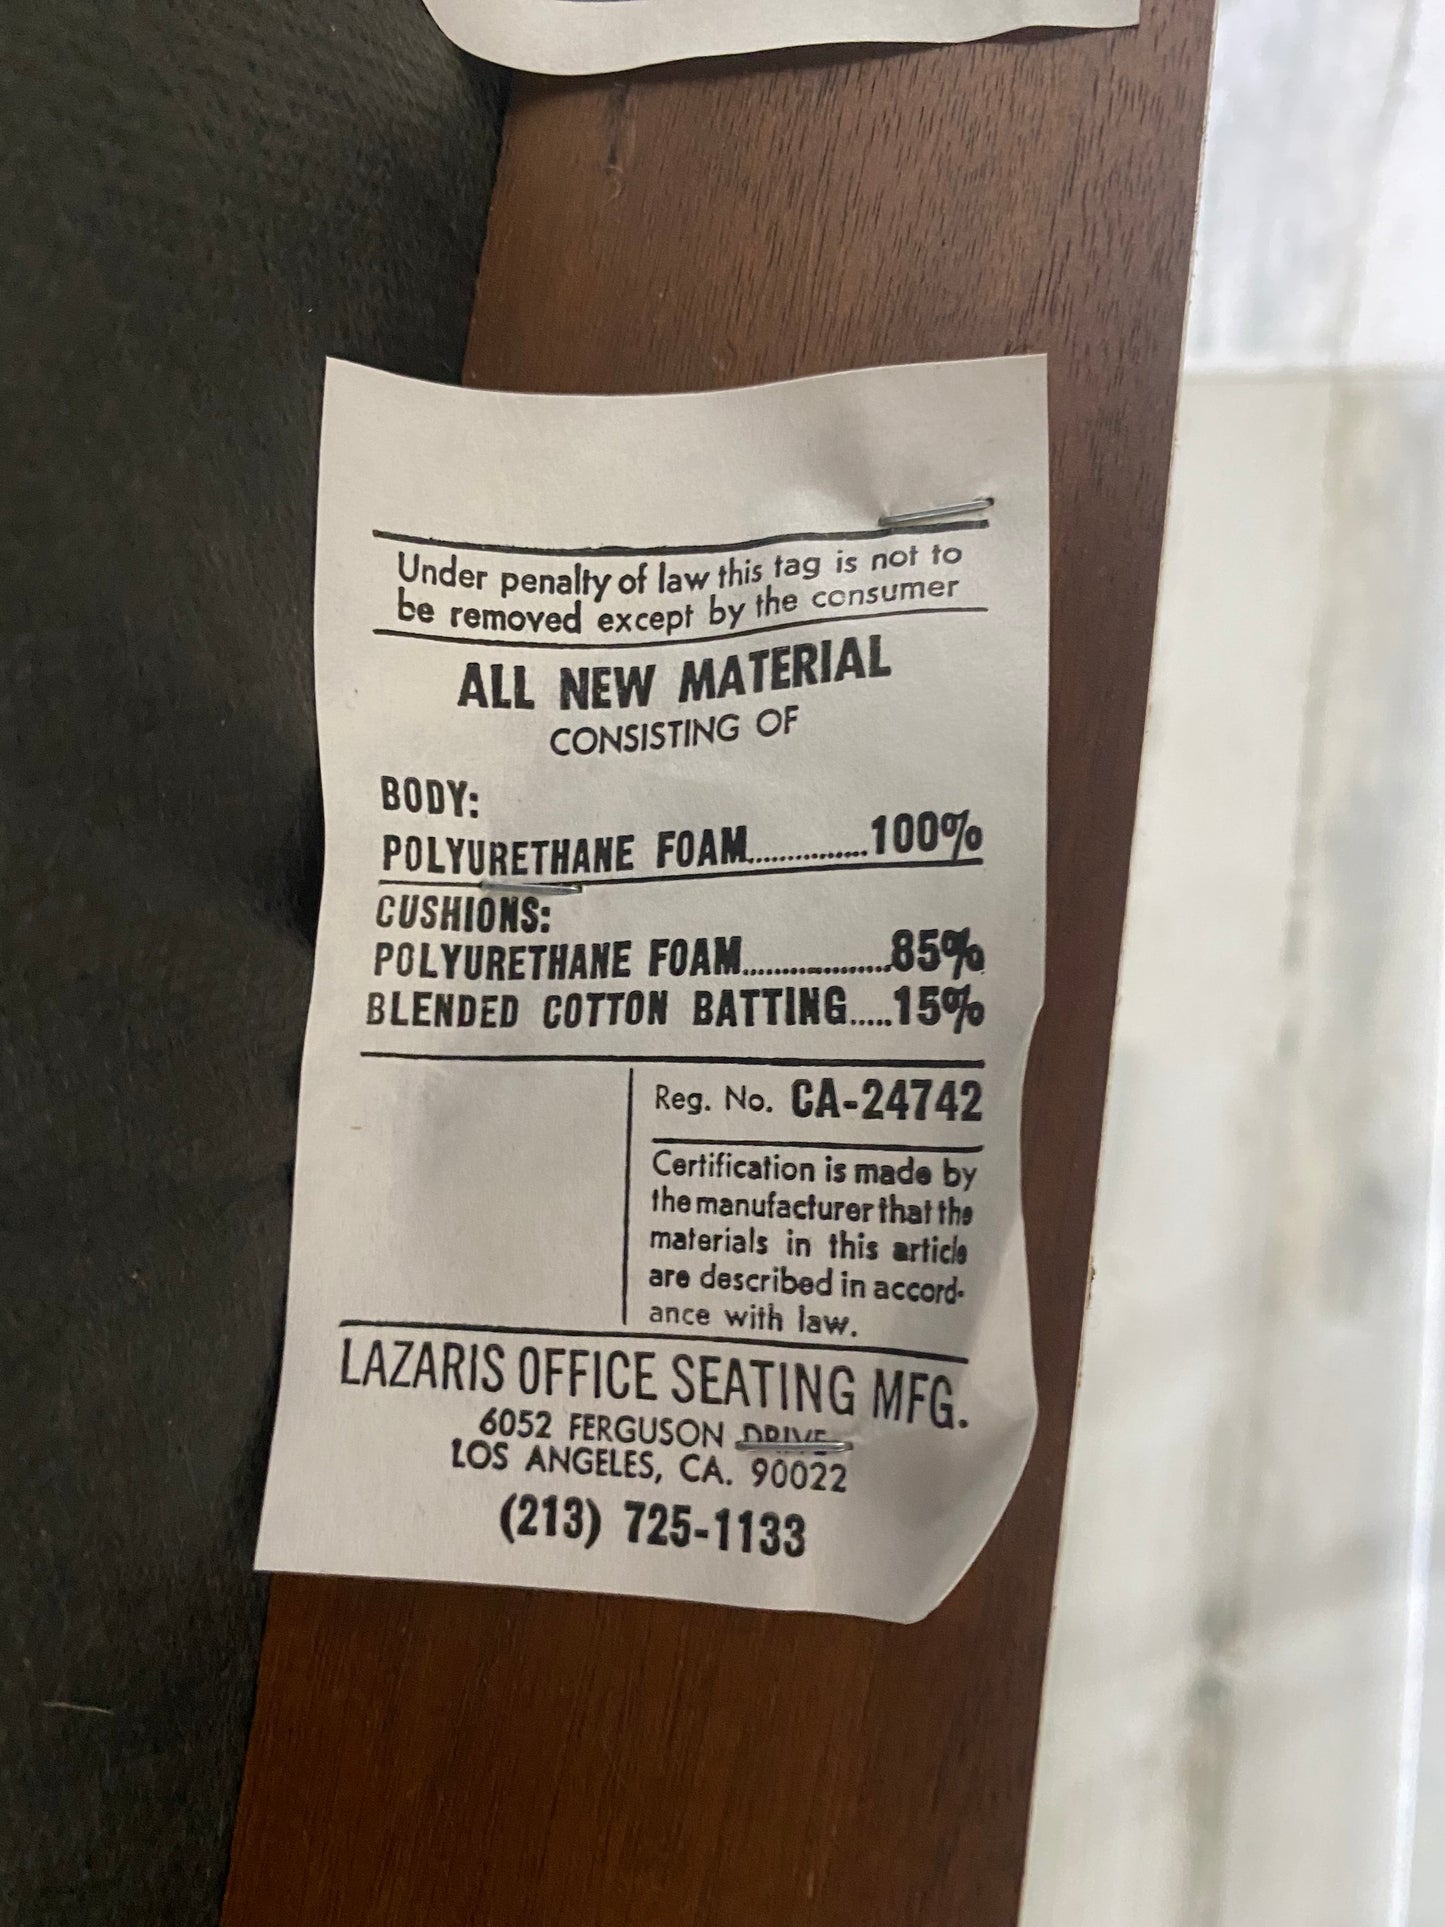 Under penalty of law this tag is not to
be removed except by the consumer
ALL NEW MATERIAL
CONSISTING OF
BODY:
POLYURETHANE FOAM...............100%
CUSHIONS:
POLYURETHANE FOAM...................85%
BLENDED COTTON BATTING.....15%
Reg. No. CA-24742
Certification is made by
the manufacturer that the
materials in this article
are described in accord-
ance with law.
LAZARIS OFFICE SEATING MFG.
6052 FERGUSON DRIVE
LOS ANGELES, CA. 90022
(213) 725-1133